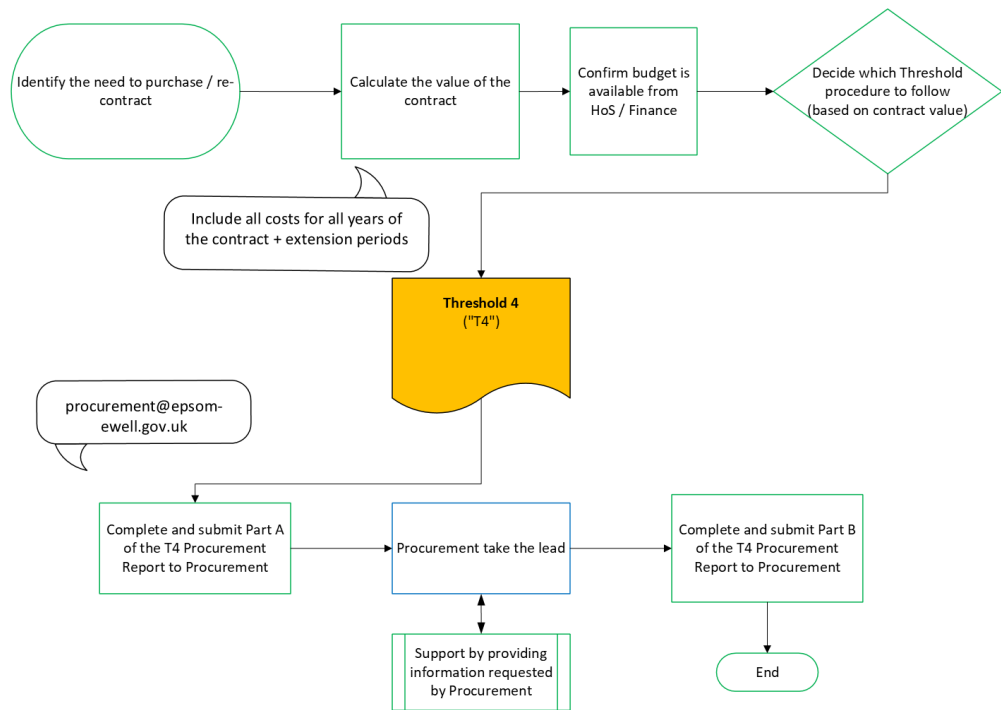 Identify the need to purchase / re-
contract
Calculate the value of the
contract
Confirm budget is
available from
HoS / Finance
Decide which Threshold
procedure to follow
(based on contract value)
Include all costs for all years of
the contract + extension periods
Threshold 4
("T4")
procurement@epsom-
ewell.gov.uk
Complete and submit Part A
of the T4 Procurement
Report to Procurement
Procurement take the lead
Complete and submit Part B
of the T4 Procurement
Report to Procurement
Support by providing
information requested
by Procurement
End